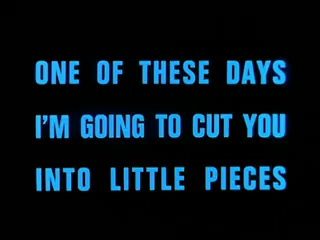 ONE OF THESE DAYS
I'M GOING TO CUT YOU
INTO LITTLE PIECES